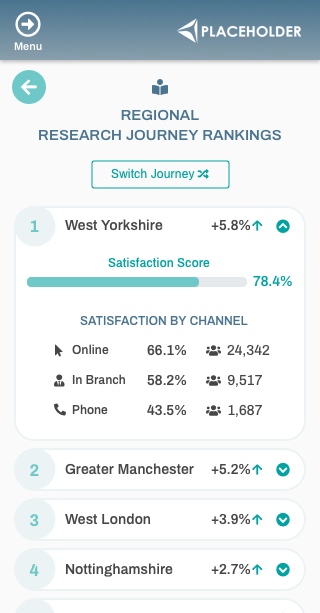 Menu
PLACEHOLDER
REGIONAL
RESEARCH JOURNEY RANKINGS
Switch Journey
1 West Yorkshire +5.8%
Satisfaction Score
78.4%
SATISFACTION BY CHANNEL
Online 66.1% 24,342
In Branch 58.2% 9,517
Phone 43.5% 1,687
2 Greater Manchester +5.2%
3 West London +3.9%
4 Nottinghamshire +2.7%